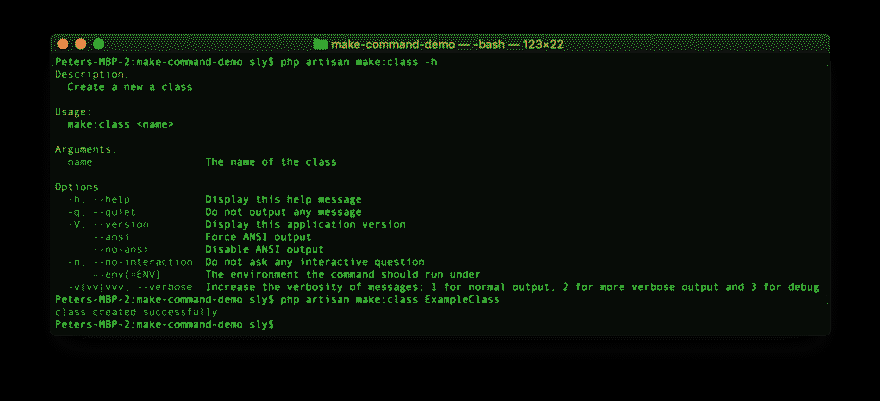 make-command-demo — -bash — 123×22
Peters-MBP-2:make-command-demo sly$ php artisan make:class -h
Description:
  Create a new a class

Usage:
  make:class <name>

Arguments:
  name                  The name of the class

Options:
  -h, --help            Display this help message
  -q, --quiet           Do not output any message
  -V, --version         Display this application version
      --ansi            Force ANSI output
      --no-ansi         Disable ANSI output
  -n, --no-interaction  Do not ask any interactive question
      --env[=ENV]       The environment the command should run under
  -v|vv|vvv, --verbose  Increase the verbosity of messages: 1 for normal output, 2 for more verbose output and 3 for debug
Peters-MBP-2:make-command-demo sly$ php artisan make:class ExampleClass
class created successfully
Peters-MBP-2:make-command-demo sly$